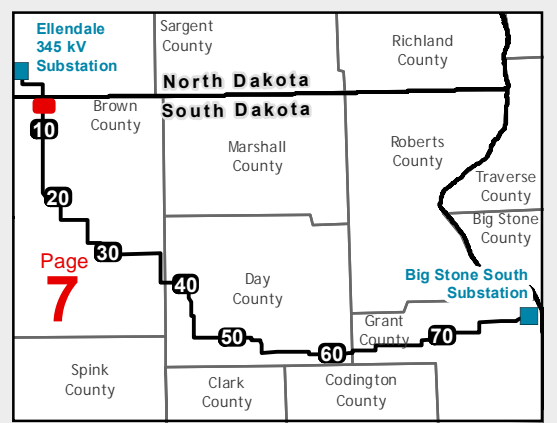 Ellendale
345 kV
Substation
Sargent
County
Richland
County
North Dakota
South Dakota
Brown
County
10
Marshall
County
Roberts
County
Traverse
County
20
Big Stone
County
30
Page
7
40
Day
County
Big Stone South
Substation
50
60
Grant
County
70
Spink
County
Clark
County
Codington
County